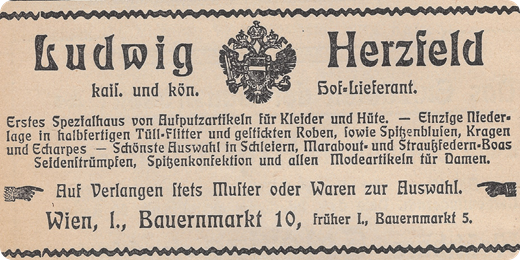 Ludwig Herzfeld
kais. und kön. Hof-Lieferant.
Erstes Spezialhaus von Aufputzartikeln für Kleider und Hüte. — Einzige Nieder-
lage in halbfertigen Tüll-Flitter und gestickten Roben, sowie Spitzenblusen, Kragen
und Echarpes — Schönste Auswahl in Schleiern, Marabout- und Straußfedern-Boas
Seidenstrümpfen, Spitzenkonfektion und allen Modeartikeln für Damen.
Auf Verlangen stets Muster oder Waren zur Auswahl.
Wien, I., Bauernmarkt 10, früher I., Bauernmarkt 5.